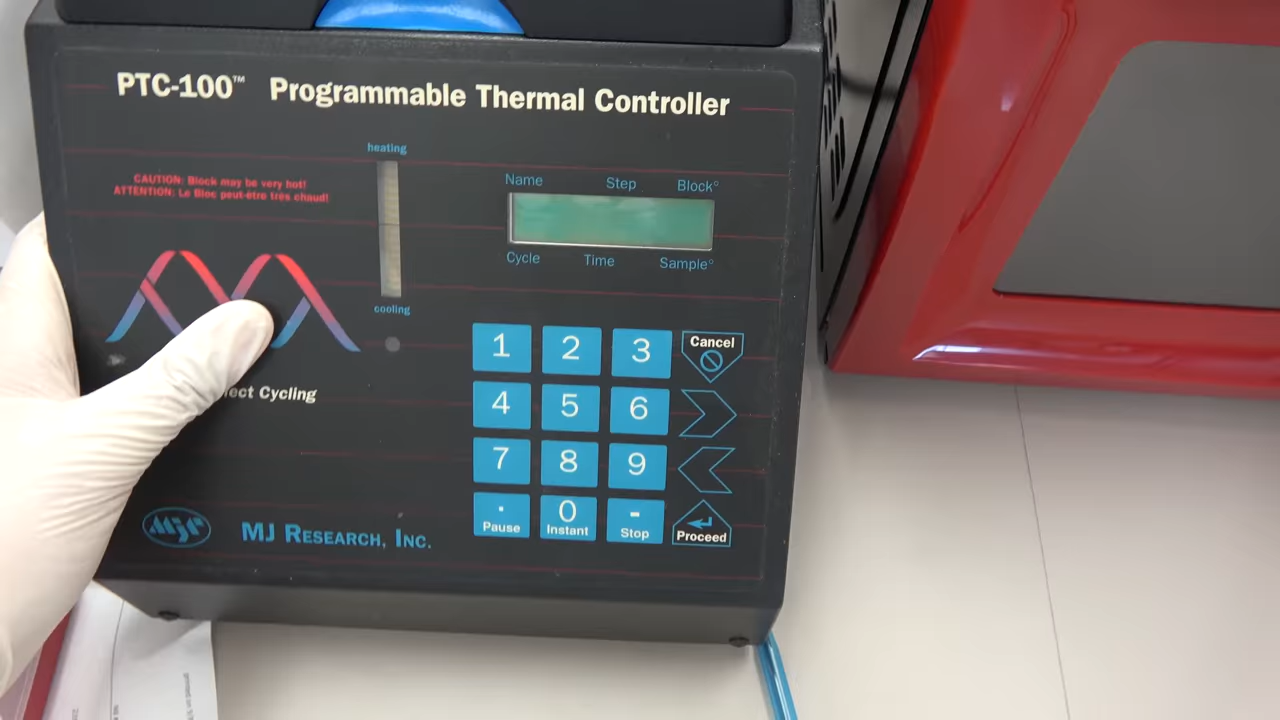 PTC-100™ Programmable Thermal Controller
heating
CAUTION: Block may be very hot!
ATTENTION: Le Bloc peut-être très chaud!
Name Step Block°
Cycle Time Sample°
cooling
1 2 3 Cancel
4 5 6
7 8 9
. 0 -
Pause Instant Stop Proceed
Cycling
MJR MJ RESEARCH, INC.